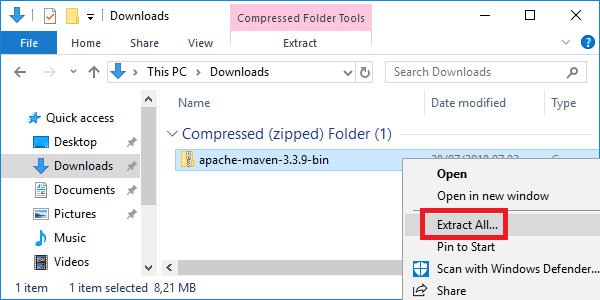 Downloads
Compressed Folder Tools
File
Home
Share
View
Extract
This PC
Downloads
Search Downloads
Name
Date modified
Quick access
Desktop
Downloads
Documents
Pictures
Music
Videos
Compressed (zipped) Folder (1)
apache-maven-3.3.9-bin
Open
Open in new window
Extract All...
Pin to Start
Scan with Windows Defender...
Share
1 item
1 item selected 8,21 MB